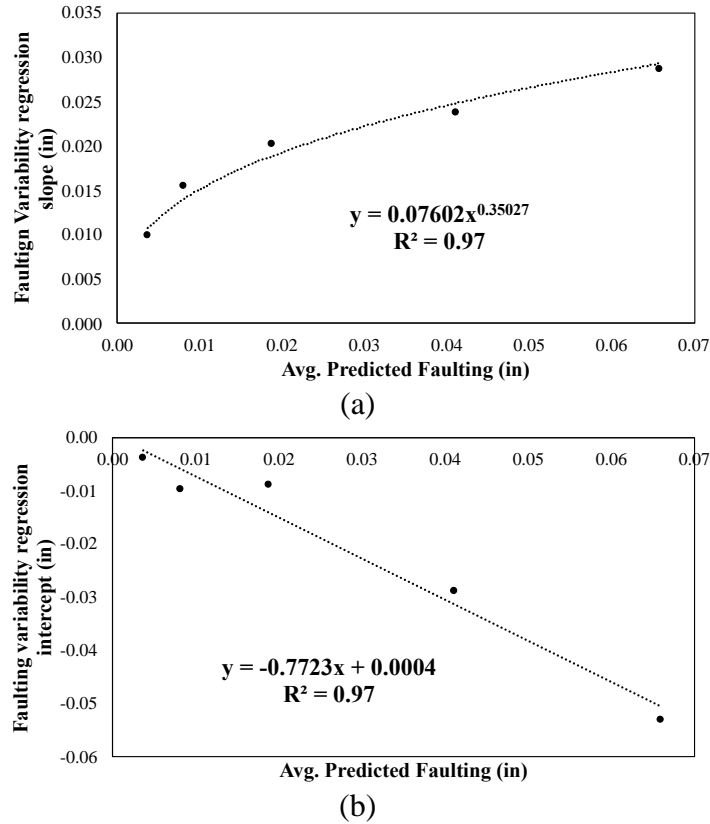 0.035
0.030
0.025
0.020
0.015
0.010
0.005
0.000
Faultign Variability regression
slope (in)
y = 0.07602x^0.35027
R² = 0.97
0.00 0.01 0.02 0.03 0.04 0.05 0.06 0.07
Avg. Predicted Faulting (in)
(a)
0.00
0.00 0.01 0.02 0.03 0.04 0.05 0.06 0.07
-0.01
-0.02
-0.03
-0.04
-0.05
-0.06
Faulting variability regression
intercept (in)
y = -0.7723x + 0.0004
R² = 0.97
Avg. Predicted Faulting (in)
(b)